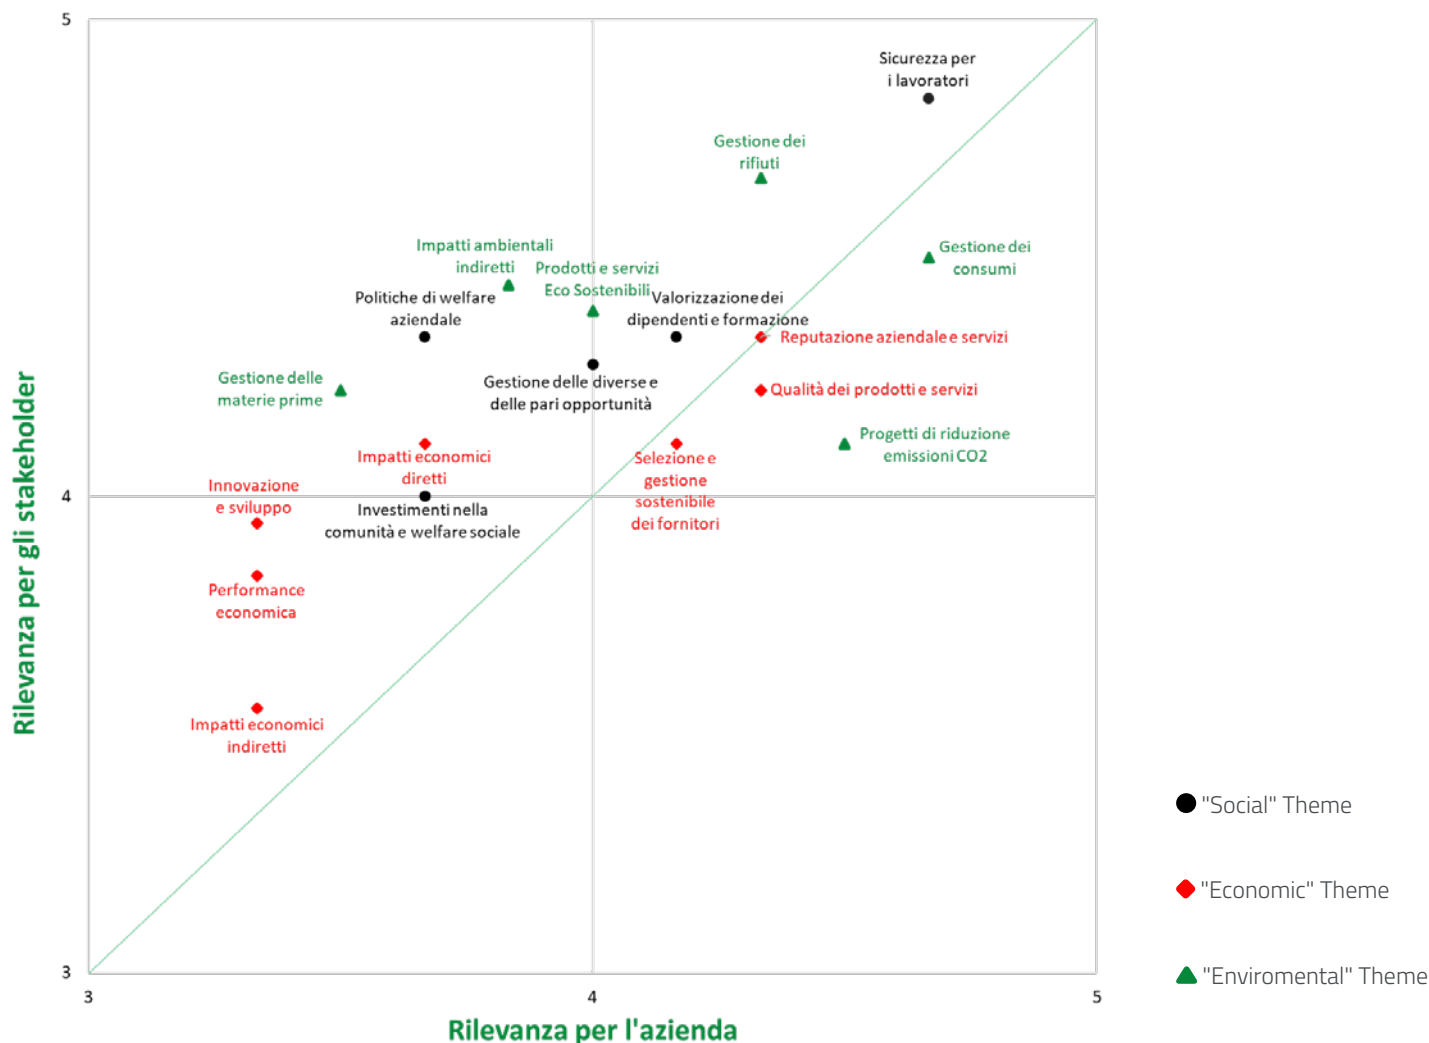 5
Sicurezza per
i lavoratori
Gestione dei
rifiuti
Gestione dei
consumi
Impatti ambientali
indiretti
Prodotti e servizi
Eco Sostenibili
Politiche di welfare
aziendale
Valorizzazione dei
dipendenti e formazione
Reputazione aziendale e servizi
Gestione delle
materie prime
Gestione delle diverse e
delle pari opportunità
Qualità dei prodotti e servizi
Progetti di riduzione
emissioni CO2
Impatti economici
diretti
Selezione e
gestione
sostenibile
dei fornitori
Innovazione
e sviluppo
4
Investimenti nella
comunità e welfare sociale
Performance
economica
Impatti economici
indiretti
Rilevanza per gli stakeholder
"Social" Theme
"Economic" Theme
"Enviromental" Theme
3
3
4
5
Rilevanza per l'azienda